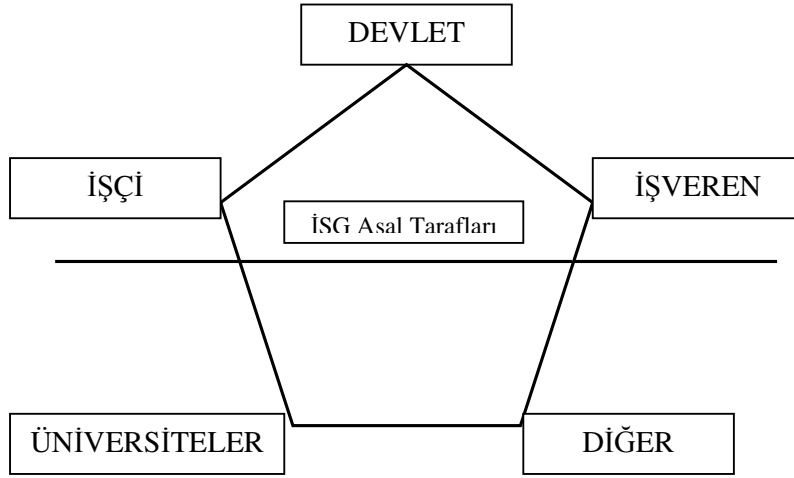 DEVLET
İŞÇİ
İŞVEREN
İSG Asal Tarafları
ÜNİVERSİTELER
DİĞER